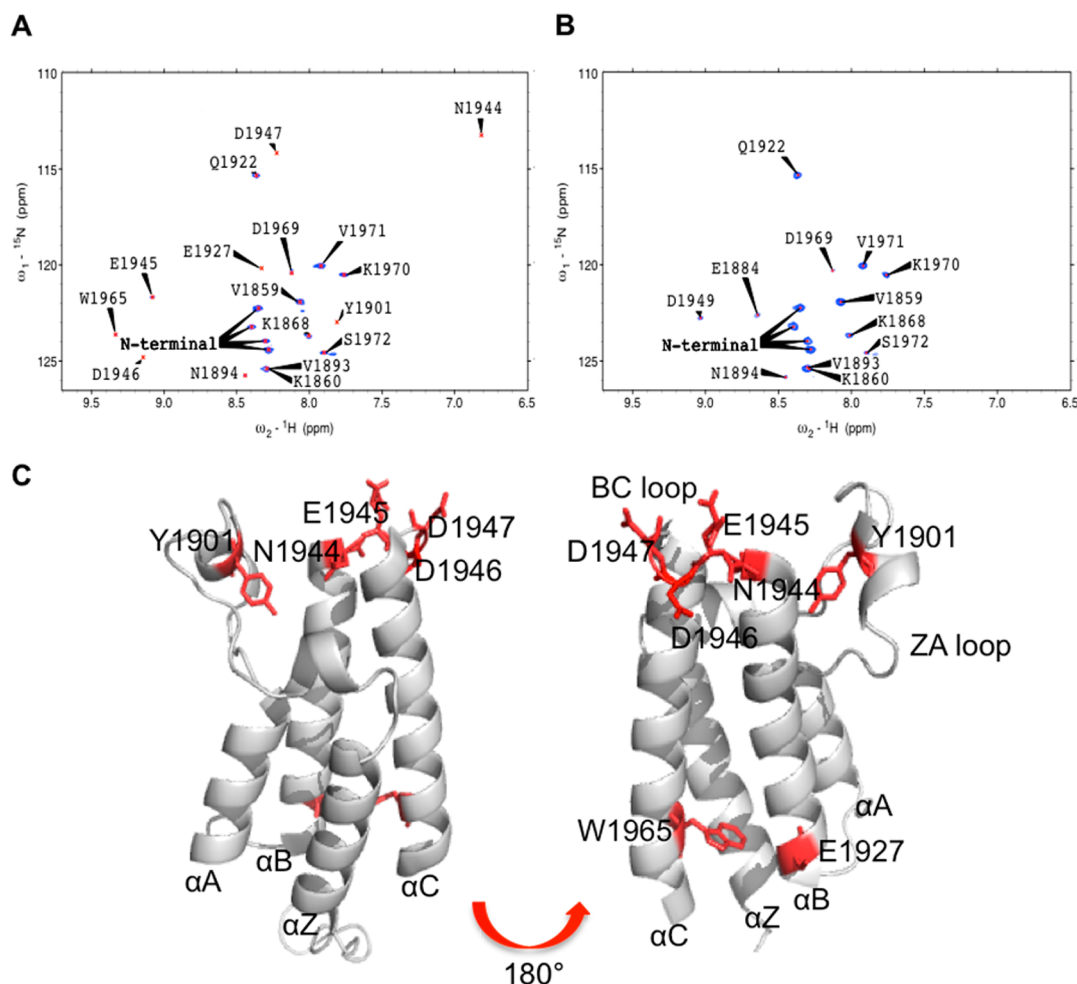 A
110
115
120
125
ω1 - 15N (ppm)
N1944
D1947
Q1922
D1969
V1971
E1927
E1945
K1970
V1859
W1965
Y1901
K1868
N-terminal
S1972
D1946
N1894
V1893
K1860
9.5 9.0 8.5 8.0 7.5 7.0 6.5
ω2 - 1H (ppm)
B
110
115
120
125
ω1 - 15N (ppm)
Q1922
D1969
V1971
E1884
K1970
D1949
V1859
K1868
N-terminal
S1972
V1893
N1894
K1860
9.5 9.0 8.5 8.0 7.5 7.0 6.5
ω2 - 1H (ppm)
C
E1945
Y1901
N1944
D1947
D1946
αA
αB
αZ
αC
BC loop
E1945
Y1901
D1947
N1944
D1946
ZA loop
αA
W1965
E1927
αB
αZ
αC
180°